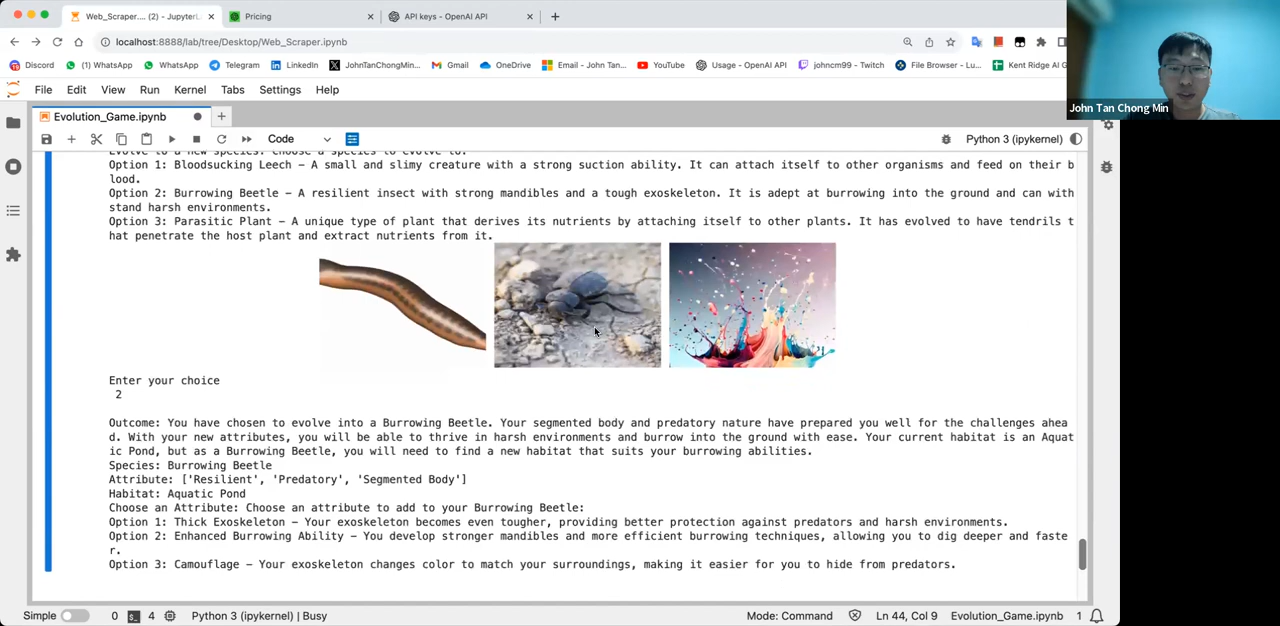 Web_Scraper.... (2) - JupyterL
Pricing
API keys - OpenAI API
localhost:8888/lab/tree/Desktop/Web_Scraper.ipynb
Discord
(1) WhatsApp
WhatsApp
Telegram
LinkedIn
JohnTanChongMin...
Gmail
OneDrive
Email - John Tan...
YouTube
Usage - OpenAI API
johncm99 - Twitch
File Browser - Lu...
Kent Ridge AI G
John Tan Chong Min
File Edit View Run Kernel Tabs Settings Help
Evolution_Game.ipynb
Code
Python 3 (ipykernel)
Evolve to a new species: Choose a species to evolve to:
Option 1: Bloodsucking Leech – A small and slimy creature with a strong suction ability. It can attach itself to other organisms and feed on their b
lood.
Option 2: Burrowing Beetle – A resilient insect with strong mandibles and a tough exoskeleton. It is adept at burrowing into the ground and can with
stand harsh environments.
Option 3: Parasitic Plant – A unique type of plant that derives its nutrients by attaching itself to other plants. It has evolved to have tendrils t
hat penetrate the host plant and extract nutrients from it.
Enter your choice
2
Outcome: You have chosen to evolve into a Burrowing Beetle. Your segmented body and predatory nature have prepared you well for the challenges ahea
d. With your new attributes, you will be able to thrive in harsh environments and burrow into the ground with ease. Your current habitat is an Aquat
ic Pond, but as a Burrowing Beetle, you will need to find a new habitat that suits your burrowing abilities.
Species: Burrowing Beetle
Attribute: ['Resilient', 'Predatory', 'Segmented Body']
Habitat: Aquatic Pond
Choose an Attribute: Choose an attribute to add to your Burrowing Beetle:
Option 1: Thick Exoskeleton – Your exoskeleton becomes even tougher, providing better protection against predators and harsh environments.
Option 2: Enhanced Burrowing Ability – You develop stronger mandibles and more efficient burrowing techniques, allowing you to dig deeper and faste
r.
Option 3: Camouflage – Your exoskeleton changes color to match your surroundings, making it easier for you to hide from predators.
Simple
0
4
Python 3 (ipykernel) | Busy
Mode: Command
Ln 44, Col 9
Evolution_Game.ipynb
1